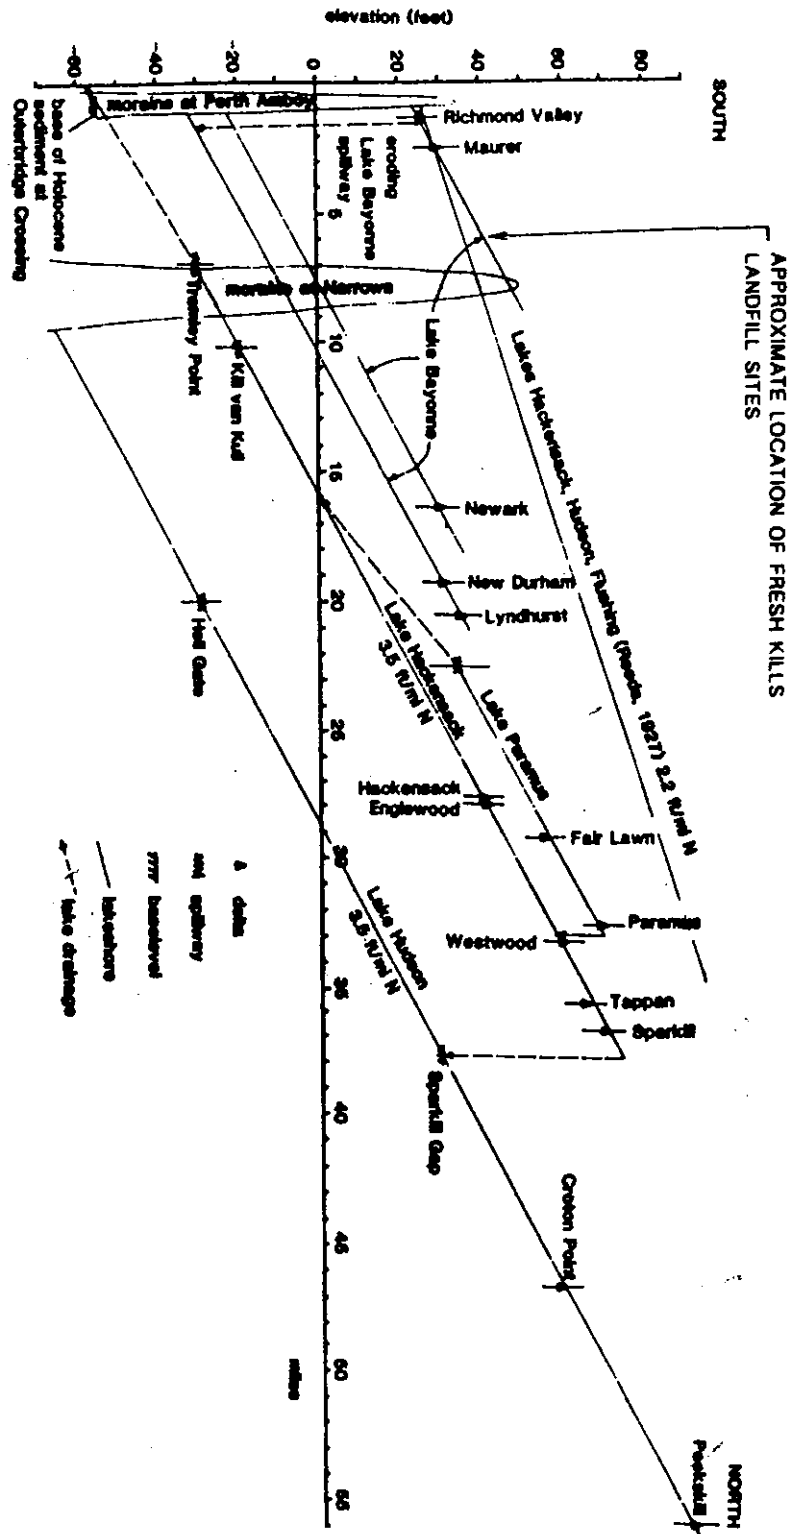 elevation (feet)
-60
-40
-20
0
20
40
60
80
SOUTH
NORTH
APPROXIMATE LOCATION OF FRESH KILLS
LANDFILL SITES
moraine at Perth Amboy
base of Holocene
sediment at
Outerbridge Crossing
Richmond Valley
Maurer
eroding
Lake Bayonne
spillway
5
10
15
20
25
30
35
40
45
50
55
miles
moraine at Narrows
Tremley Point
Kill van Kull
Lake Bayonne
Lakes Hackensack, Hudson, Flushing (Reeds, 1927) 2.2 ft/mi N
Newark
New Durham
Lyndhurst
Hell Gate
Lake Hackensack
3.5 ft/mi N
Lake Paramus
Hackensack
Englewood
Fair Lawn
Paramus
Westwood
Tappan
Sparkill
Lake Hudson
3.5 ft/mi N
Sparkill Gap
Croton Point
Peekskill
delta
spillway
baselevel
lakeshore
lake drainage